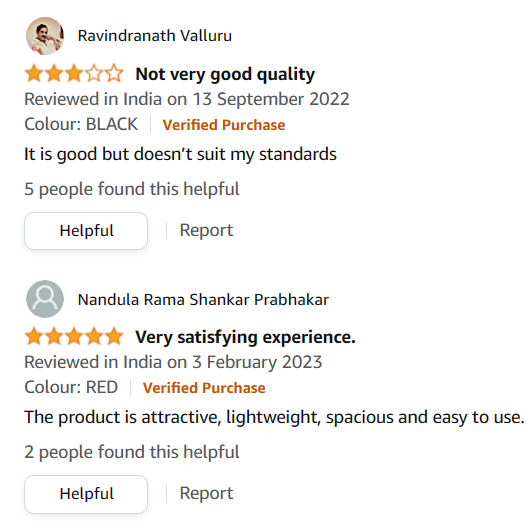 Ravindranath Valluru
Not very good quality
Reviewed in India on 13 September 2022
Colour: BLACK Verified Purchase
It is good but doesn’t suit my standards
5 people found this helpful
Helpful Report
Nandula Rama Shankar Prabhakar
Very satisfying experience.
Reviewed in India on 3 February 2023
Colour: RED Verified Purchase
The product is attractive, lightweight, spacious and easy to use.
2 people found this helpful
Helpful Report